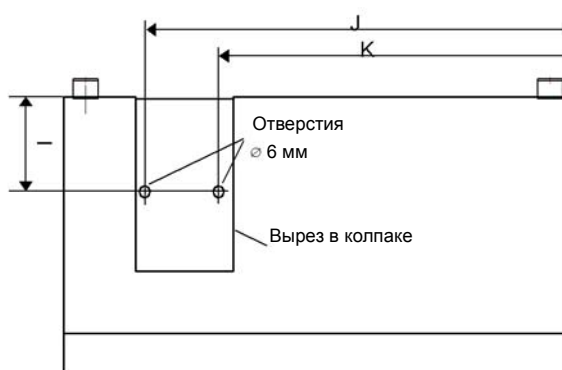 J
K
I
Отверстия
⌀ 6 мм
Вырез в колпаке